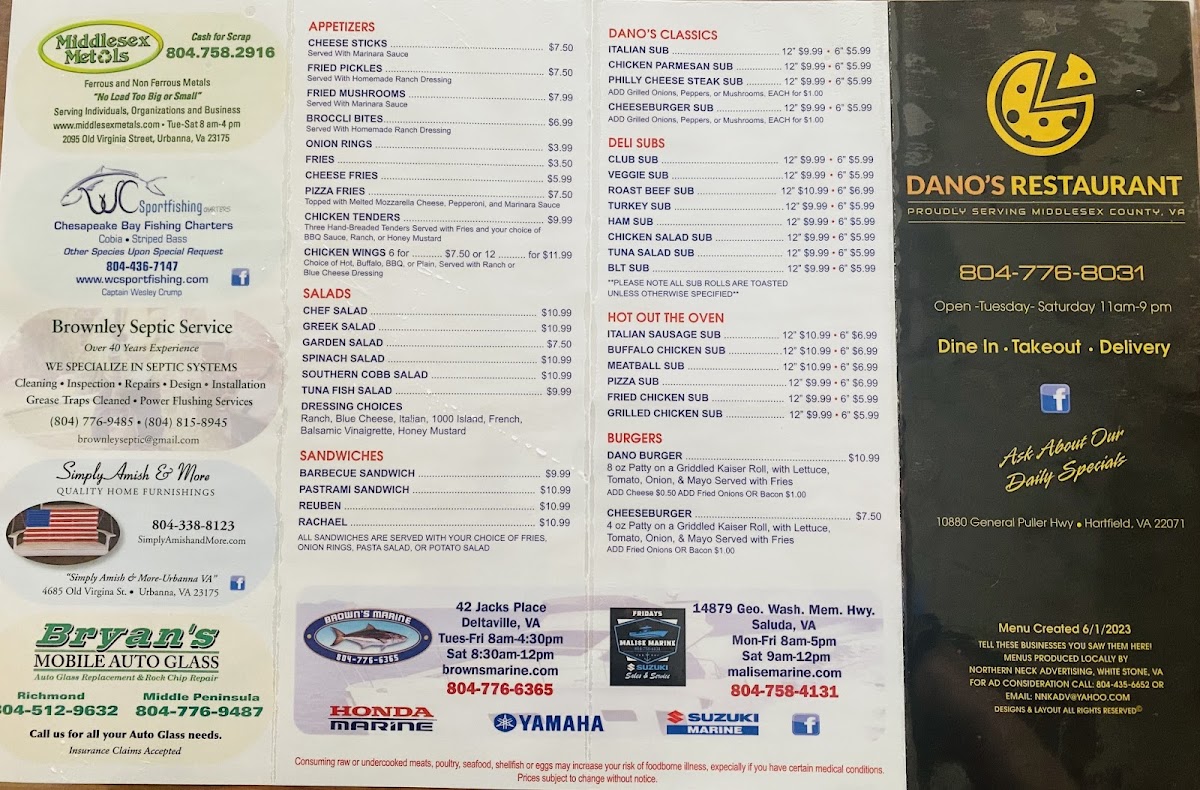 Middlesex
Metals
Cash for Scrap
804.758.2916
Ferrous and Non Ferrous Metals
"No Load Too Big or Small"
Serving Individuals, Organizations and Business
www.middlesexmetals.com • Tue-Sat 8 am-4 pm
2095 Old Virginia Street, Urbanna, Va 23175
WC Sportfishing CHARTERS
Chesapeake Bay Fishing Charters
Cobia • Striped Bass
Other Species Upon Special Request
804-436-7147
www.wcsportfishing.com
Captain Wesley Crump
f
Brownley Septic Service
Over 40 Years Experience
WE SPECIALIZE IN SEPTIC SYSTEMS
Cleaning • Inspection • Repairs • Design • Installation
Grease Traps Cleaned • Power Flushing Services
(804) 776-9485 • (804) 815-8945
brownleyseptic@gmail.com
Simply Amish & More
QUALITY HOME FURNISHINGS
804-338-8123
SimplyAmishandMore.com
"Simply Amish & More-Urbanna VA"
4685 Old Virgina St. • Urbanna, VA 23175
f
Bryan's
MOBILE AUTO GLASS
Auto Glass Replacement & Rock Chip Repair
Richmond Middle Peninsula
804-512-9632 804-776-9487
Call us for all your Auto Glass needs.
Insurance Claims Accepted
APPETIZERS
CHEESE STICKS $7.50
Served With Marinara Sauce
FRIED PICKLES $7.50
Served With Homemade Ranch Dressing
FRIED MUSHROOMS $7.99
Served With Marinara Sauce
BROCCLI BITES $6.99
Served With Homemade Ranch Dressing
ONION RINGS $3.99
FRIES $3.50
CHEESE FRIES $5.99
PIZZA FRIES $7.50
Topped with Melted Mozzarella Cheese, Pepperoni, and Marinara Sauce
CHICKEN TENDERS $9.99
Three Hand-Breaded Tenders Served with Fries and your choice of
BBQ Sauce, Ranch, or Honey Mustard
CHICKEN WINGS 6 for .......... $7.50 or 12 ......... for $11.99
Choice of Hot, Buffalo, BBQ, or Plain, Served with Ranch or
Blue Cheese Dressing
SALADS
CHEF SALAD $10.99
GREEK SALAD $10.99
GARDEN SALAD $7.50
SPINACH SALAD $10.99
SOUTHERN COBB SALAD $10.99
TUNA FISH SALAD $9.99
DRESSING CHOICES
Ranch, Blue Cheese, Italian, 1000 Island, French,
Balsamic Vinaigrette, Honey Mustard
SANDWICHES
BARBECUE SANDWICH $9.99
PASTRAMI SANDWICH $10.99
REUBEN $10.99
RACHAEL $10.99
ALL SANDWICHES ARE SERVED WITH YOUR CHOICE OF FRIES,
ONION RINGS, PASTA SALAD, OR POTATO SALAD
DANO'S CLASSICS
ITALIAN SUB 12" $9.99 • 6" $5.99
CHICKEN PARMESAN SUB 12" $9.99 • 6" $5.99
PHILLY CHEESE STEAK SUB 12" $9.99 • 6" $5.99
ADD Grilled Onions, Peppers, or Mushrooms, EACH for $1.00
CHEESEBURGER SUB 12" $9.99 • 6" $5.99
ADD Grilled Onions, Peppers, or Mushrooms, EACH for $1.00
DELI SUBS
CLUB SUB 12" $9.99 • 6" $5.99
VEGGIE SUB 12" $9.99 • 6" $5.99
ROAST BEEF SUB 12" $10.99 • 6" $6.99
TURKEY SUB 12" $9.99 • 6" $5.99
HAM SUB 12" $9.99 • 6" $5.99
CHICKEN SALAD SUB 12" $9.99 • 6" $5.99
TUNA SALAD SUB 12" $9.99 • 6" $5.99
BLT SUB 12" $9.99 • 6" $5.99
**PLEASE NOTE ALL SUB ROLLS ARE TOASTED
UNLESS OTHERWISE SPECIFIED**
HOT OUT THE OVEN
ITALIAN SAUSAGE SUB 12" $10.99 • 6" $6.99
BUFFALO CHICKEN SUB 12" $10.99 • 6" $6.99
MEATBALL SUB 12" $10.99 • 6" $6.99
PIZZA SUB 12" $9.99 • 6" $6.99
FRIED CHICKEN SUB 12" $9.99 • 6" $5.99
GRILLED CHICKEN SUB 12" $9.99 • 6" $5.99
BURGERS
DANO BURGER $10.99
8 oz Patty on a Griddled Kaiser Roll, with Lettuce,
Tomato, Onion, & Mayo Served with Fries
ADD Cheese $0.50 ADD Fried Onions OR Bacon $1.00
CHEESEBURGER $7.50
4 oz Patty on a Griddled Kaiser Roll, with Lettuce,
Tomato, Onion, & Mayo Served with Fries
ADD Fried Onions OR Bacon $1.00
BROWN'S MARINE
804-776-6365
42 Jacks Place
Deltaville, VA
Tues-Fri 8am-4:30pm
Sat 8:30am-12pm
brownsmarine.com
804-776-6365
FRIDAYS
MALISE MARINE
SUZUKI
Sales & Service
14879 Geo. Wash. Mem. Hwy.
Saluda, VA
Mon-Fri 8am-5pm
Sat 9am-12pm
malisemarine.com
804-758-4131
HONDA
MARINE
YAMAHA
SUZUKI
MARINE
f
Consuming raw or undercooked meats, poultry, seafood, shellfish or eggs may increase your risk of foodborne illness, expecially if you have certain medical conditions.
Prices subject to change without notice.
DANO'S RESTAURANT
PROUDLY SERVING MIDDLESEX COUNTY, VA
804-776-8031
Open -Tuesday- Saturday 11am-9 pm
Dine In • Takeout • Delivery
f
Ask About Our
Daily Specials
10880 General Puller Hwy • Hartfield, VA 22071
Menu Created 6/1/2023
TELL THESE BUSINESSES YOU SAW THEM HERE!
MENUS PRODUCED LOCALLY BY
NORTHERN NECK ADVERTISING, WHITE STONE, VA
FOR AD CONSIDERATION CALL: 804-435-6652 OR
EMAIL: NNKADV@YAHOO.COM
DESIGNS & LAYOUT ALL RIGHTS RESERVED©